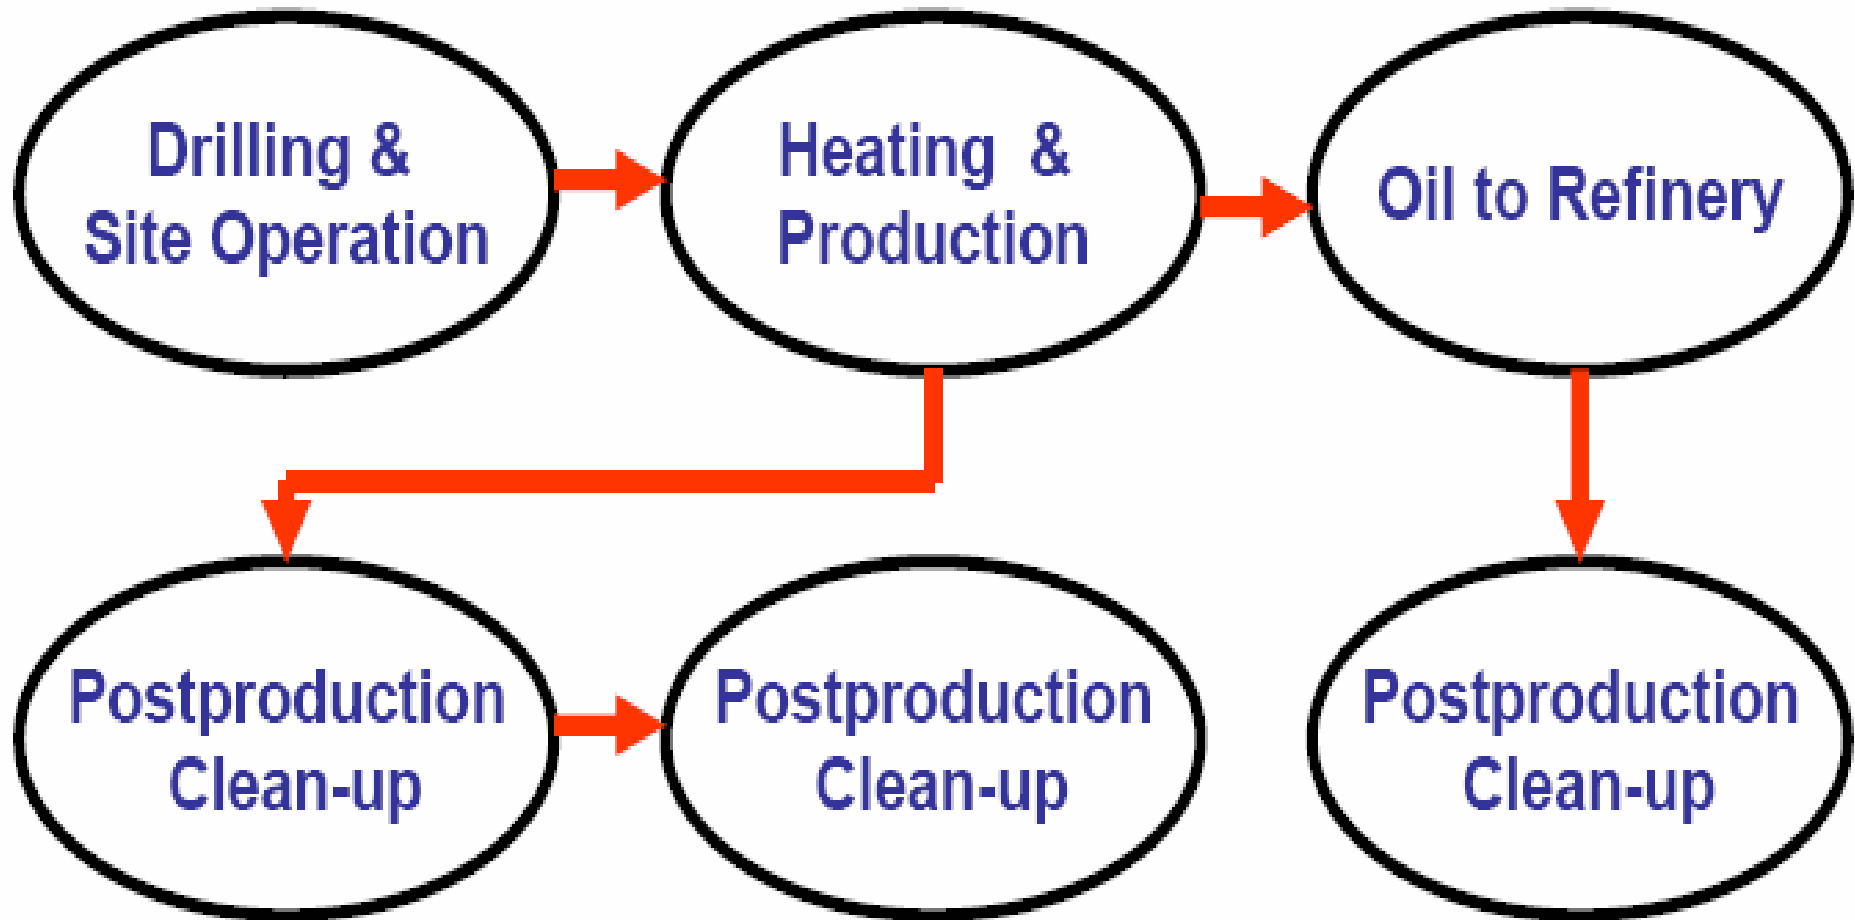 Drilling &
Site Operation
Heating & 
Production
Oil to Refinery
Postproduction
Clean-up
Postproduction
Clean-up
Postproduction
Clean-up